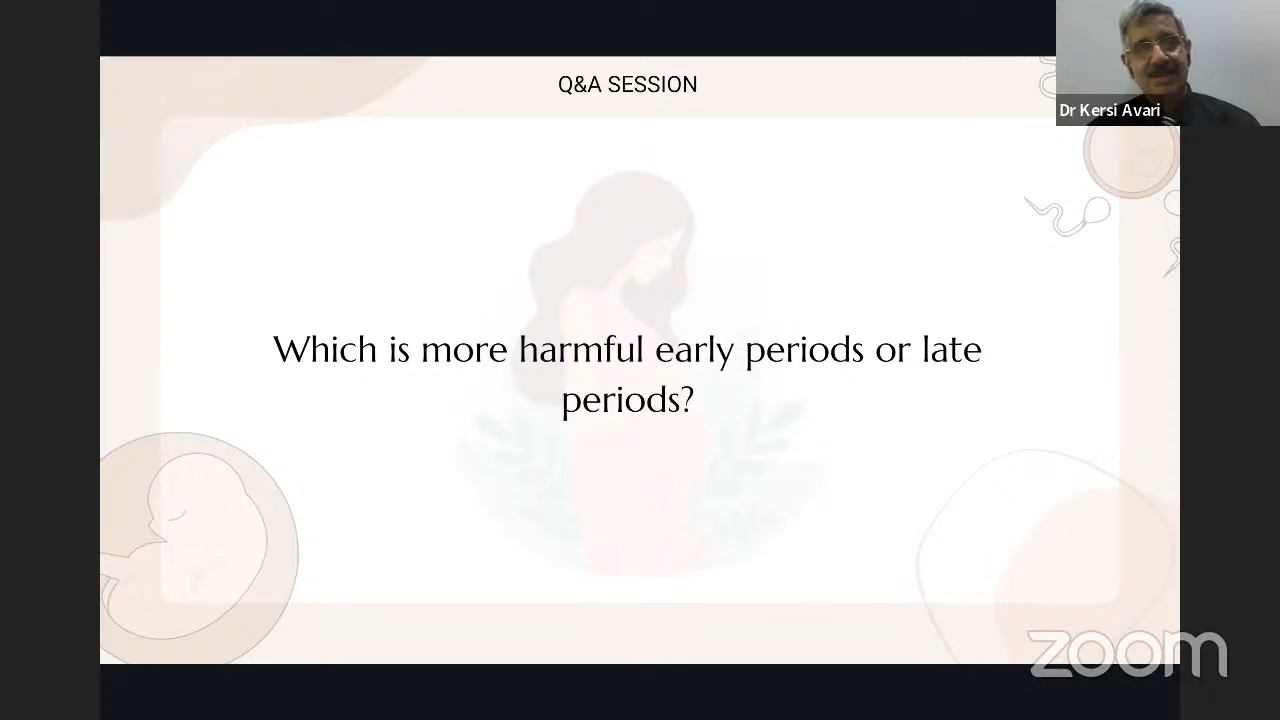 Q&A SESSION
Dr Kersi Avari
Which is more harmful early periods or late
periods?
zoom